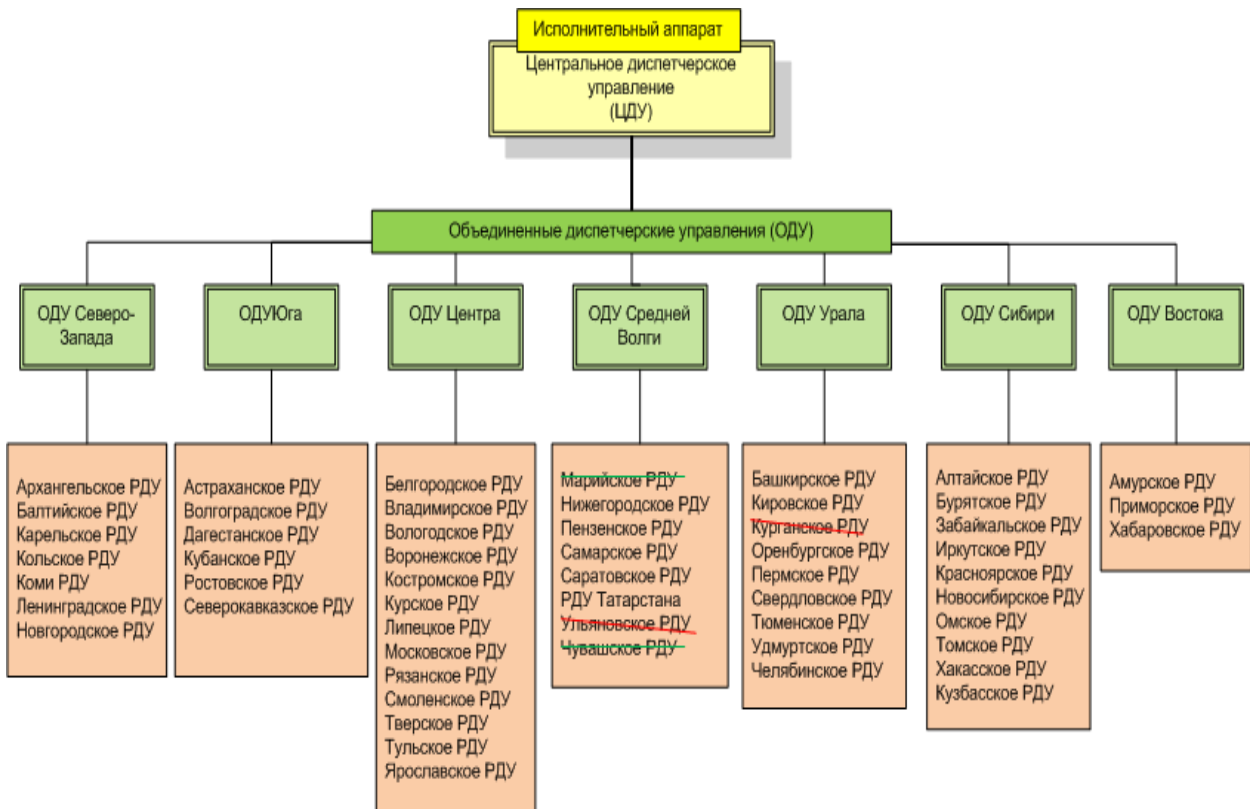 Исполнительный аппарат
Центральное диспетчерское
управление
(ЦДУ)
Объединенные диспетчерские управления (ОДУ)
ОДУ Северо-
Запада
ОДУЮга
ОДУ Центра
ОДУ Средней
Волги
ОДУ Урала
ОДУ Сибири
ОДУ Востока
Архангельское РДУ
Балтийское РДУ
Карельское РДУ
Кольское РДУ
Коми РДУ
Ленинградское РДУ
Новгородское РДУ
Астраханское РДУ
Волгоградское РДУ
Дагестанское РДУ
Кубанское РДУ
Ростовское РДУ
Северокавказское РДУ
Белгородское РДУ
Владимирское РДУ
Вологодское РДУ
Воронежское РДУ
Костромское РДУ
Курское РДУ
Липецкое РДУ
Московское РДУ
Рязанское РДУ
Смоленское РДУ
Тверское РДУ
Тульское РДУ
Ярославское РДУ
Марийское РДУ
Нижегородское РДУ
Пензенское РДУ
Самарское РДУ
Саратовское РДУ
РДУ Татарстана
Ульяновское РДУ
Чувашское РДУ
Башкирское РДУ
Кировское РДУ
Курганское РДУ
Оренбургское РДУ
Пермское РДУ
Свердловское РДУ
Тюменское РДУ
Удмуртское РДУ
Челябинское РДУ
Алтайское РДУ
Бурятское РДУ
Забайкальское РДУ
Иркутское РДУ
Красноярское РДУ
Новосибирское РДУ
Омское РДУ
Томское РДУ
Хакасское РДУ
Кузбасское РДУ
Амурское РДУ
Приморское РДУ
Хабаровское РДУ